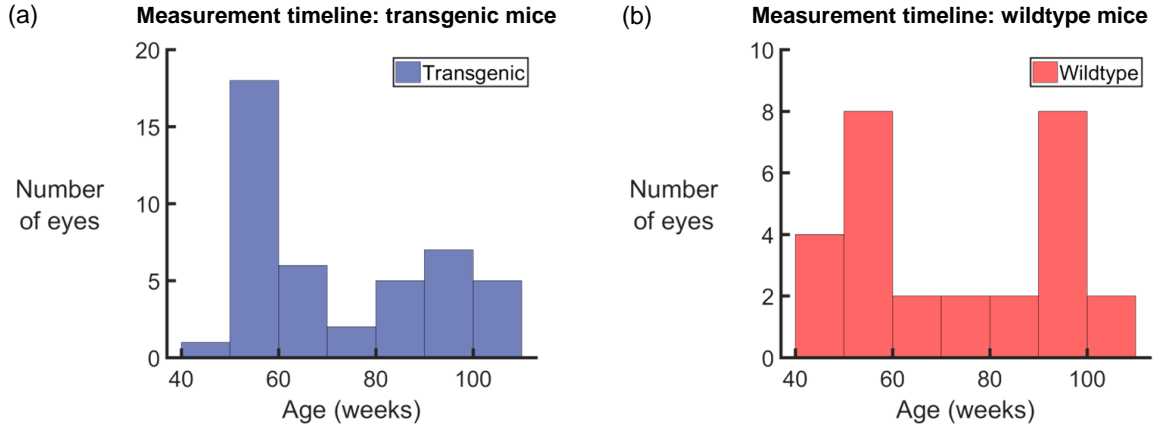 (a)
Measurement timeline: transgenic mice
20
15
10
5
0
Number
of eyes
Transgenic
40 60 80 100
Age (weeks)
(b)
Measurement timeline: wildtype mice
10
8
6
4
2
0
Number
of eyes
Wildtype
40 60 80 100
Age (weeks)